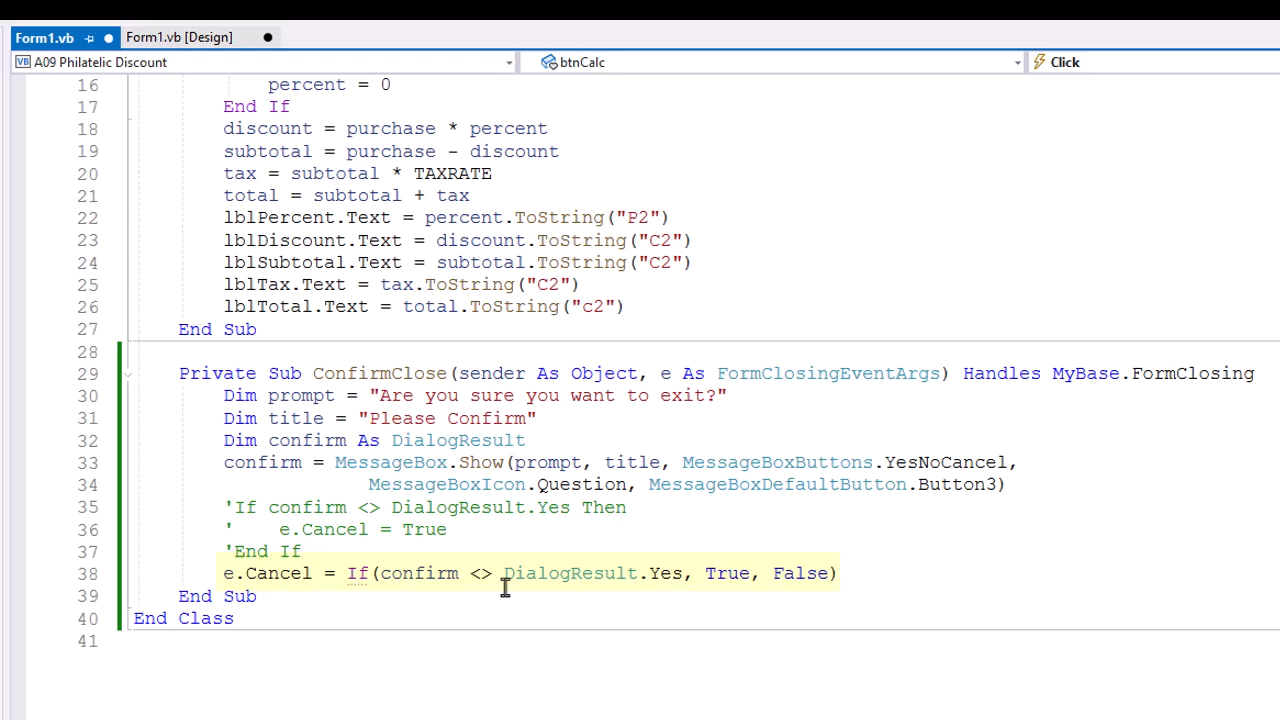 Form1.vb Form1.vb [Design]
VB A09 Philatelic Discount btnCalc Click
16 percent = 0
17 End If
18 discount = purchase * percent
19 subtotal = purchase - discount
20 tax = subtotal * TAXRATE
21 total = subtotal + tax
22 lblPercent.Text = percent.ToString("P2")
23 lblDiscount.Text = discount.ToString("C2")
24 lblSubtotal.Text = subtotal.ToString("C2")
25 lblTax.Text = tax.ToString("C2")
26 lblTotal.Text = total.ToString("c2")
27 End Sub
28
29 Private Sub ConfirmClose(sender As Object, e As FormClosingEventArgs) Handles MyBase.FormClosing
30 Dim prompt = "Are you sure you want to exit?"
31 Dim title = "Please Confirm"
32 Dim confirm As DialogResult
33 confirm = MessageBox.Show(prompt, title, MessageBoxButtons.YesNoCancel,
34 MessageBoxIcon.Question, MessageBoxDefaultButton.Button3)
35 'If confirm <> DialogResult.Yes Then
36 '    e.Cancel = True
37 'End If
38 e.Cancel = If(confirm <> DialogResult.Yes, True, False)
39 End Sub
40 End Class
41